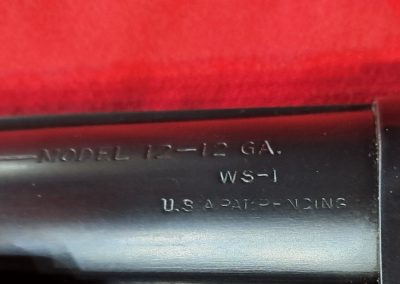 —MODEL 12—12 GA.
WS-1
U.S.A. PAT. PENDING